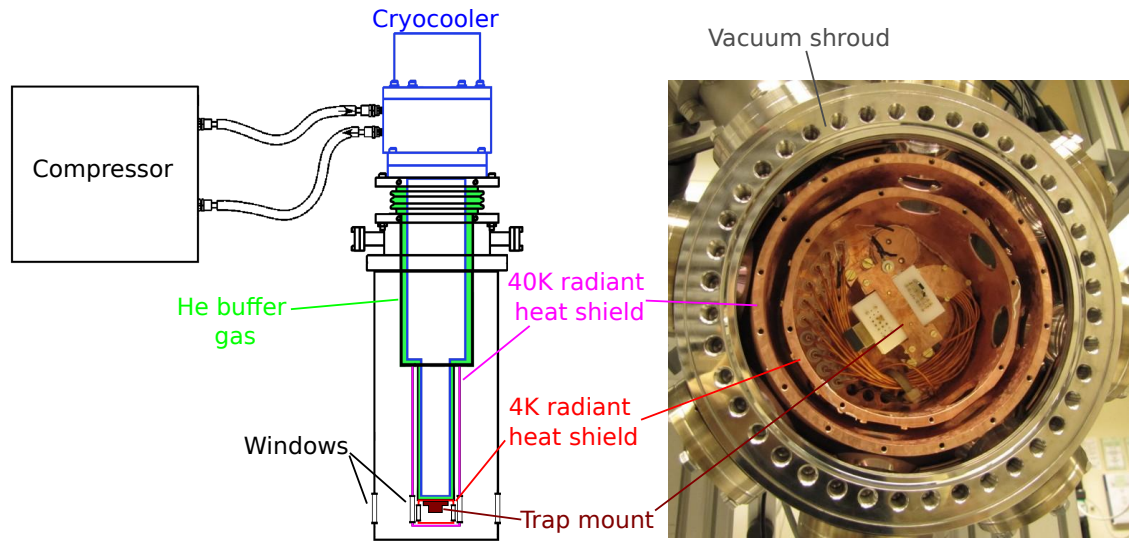 Cryocooler
Vacuum shroud
Compressor
He buffer
gas
40K radiant
heat shield
4K radiant
heat shield
Windows
Trap mount